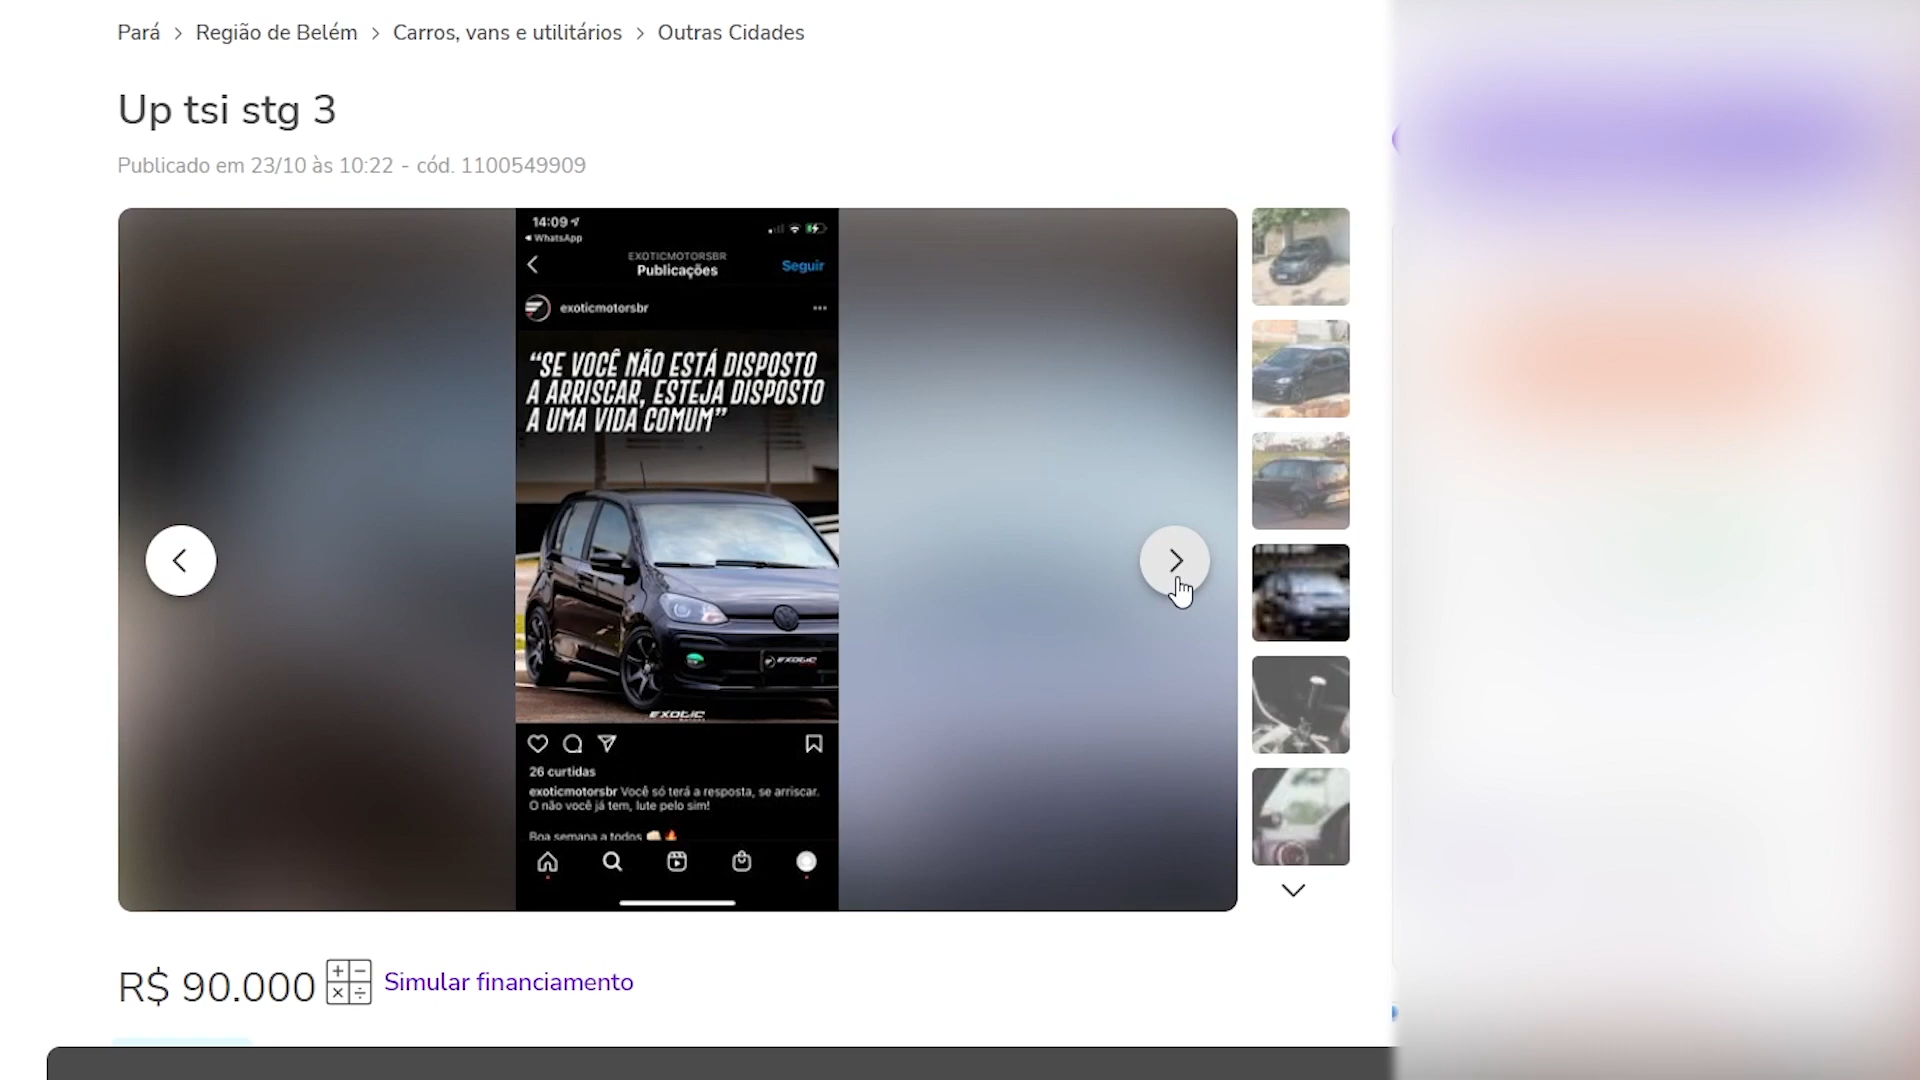 Pará > Região de Belém > Carros, vans e utilitários > Outras Cidades
Up tsi stg 3
Publicado em 23/10 às 10:22 - cód. 1100549909
14:09
WhatsApp
EXOTICMOTORSBR
Publicações
Seguir
exoticmotorsbr
“SE VOCÊ NÃO ESTÁ DISPOSTO
A ARRISCAR, ESTEJA DISPOSTO
A UMA VIDA COMUM”
EXOTIC
EXOTIC
26 curtidas
exoticmotorsbr Você só terá a resposta, se arriscar.
O não você já tem, lute pelo sim!
Boa semana a todos
R$ 90.000
Simular financiamento